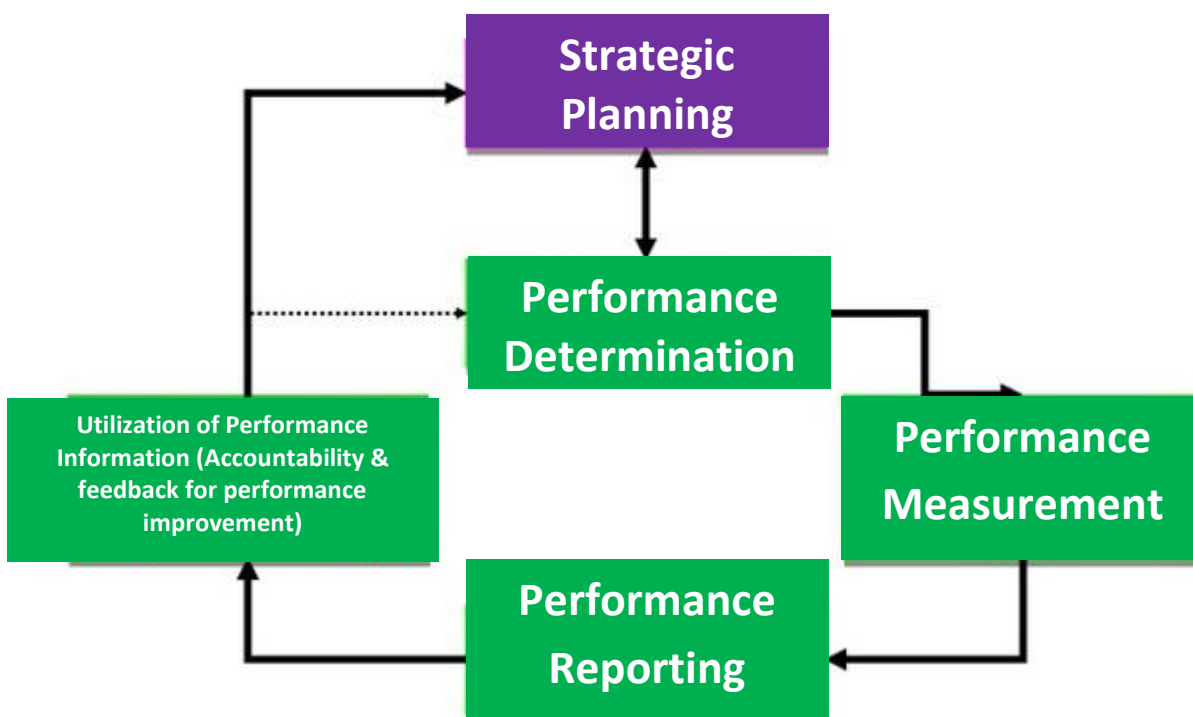 Strategic
Planning
Performance
Determination
Utilization of Performance
Information (Accountability &
feedback for performance
improvement)
Performance
Measurement
Performance
Reporting